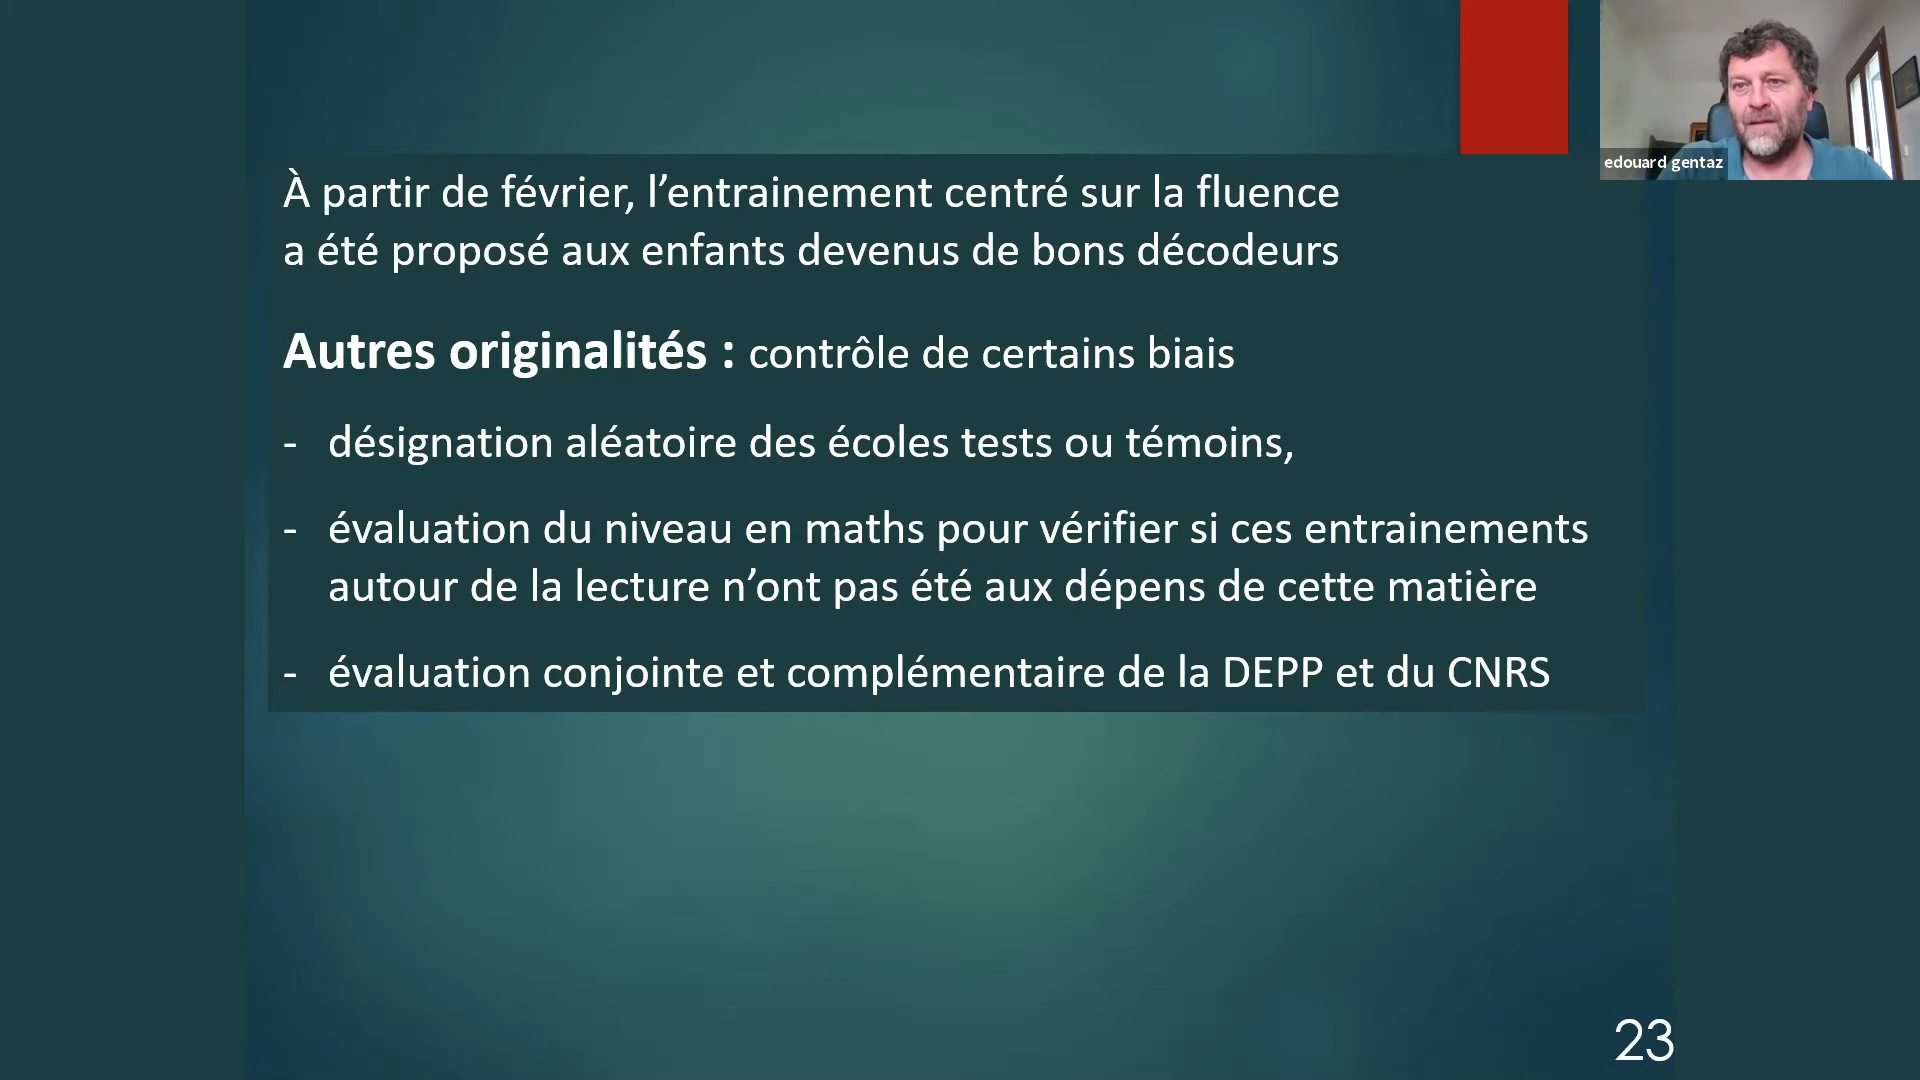 À partir de février, l’entrainement centré sur la fluence
a été proposé aux enfants devenus de bons décodeurs
Autres originalités : contrôle de certains biais
- désignation aléatoire des écoles tests ou témoins,
- évaluation du niveau en maths pour vérifier si ces entrainements
autour de la lecture n’ont pas été aux dépens de cette matière
- évaluation conjointe et complémentaire de la DEPP et du CNRS
edouard gentaz
23